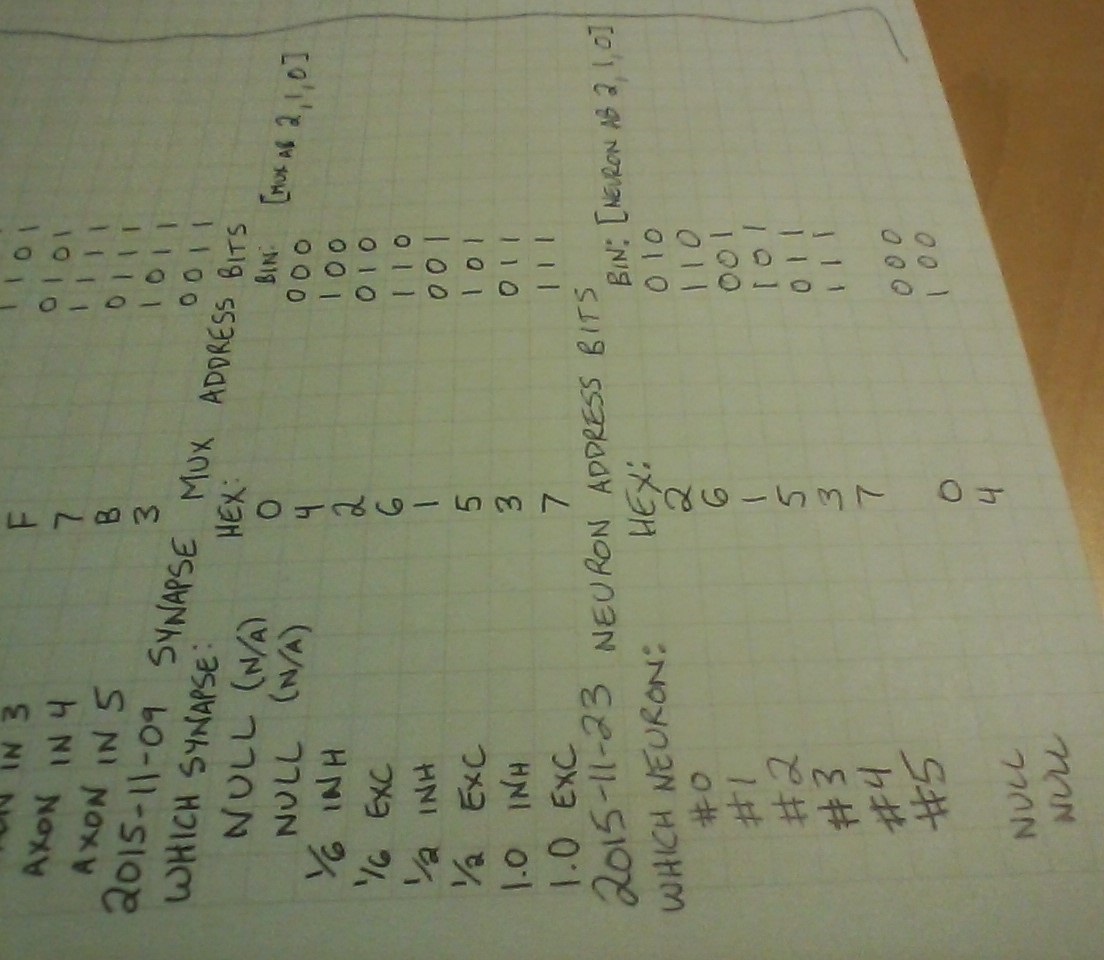 1 1 0 1
0 1 0 1
F 1 1 1 1
IN 3 7 0 1 1 1
AXON IN 4 B 1 0 1 1
AXON IN 5 3 0 0 1 1
2015-11-09 SYNAPSE MUX ADDRESS BITS
WHICH SYNAPSE: HEX: BIN: [MUX AB 2,1,0]
NULL (N/A) 0 0 0 0
NULL (N/A) 4 1 0 0
1/6 INH 2 0 1 0
1/6 EXC 6 1 1 0
1/2 INH 1 0 0 1
1/2 EXC 5 1 0 1
1.0 INH 3 0 1 1
1.0 EXC 7 1 1 1
2015-11-23 NEURON ADDRESS BITS
WHICH NEURON: HEX: BIN: [NEURON AB 2,1,0]
#0 2 0 1 0
#1 6 1 1 0
#2 1 0 0 1
#3 5 1 0 1
#4 3 0 1 1
#5 7 1 1 1
NULL 0 0 0 0
NULL 4 1 0 0